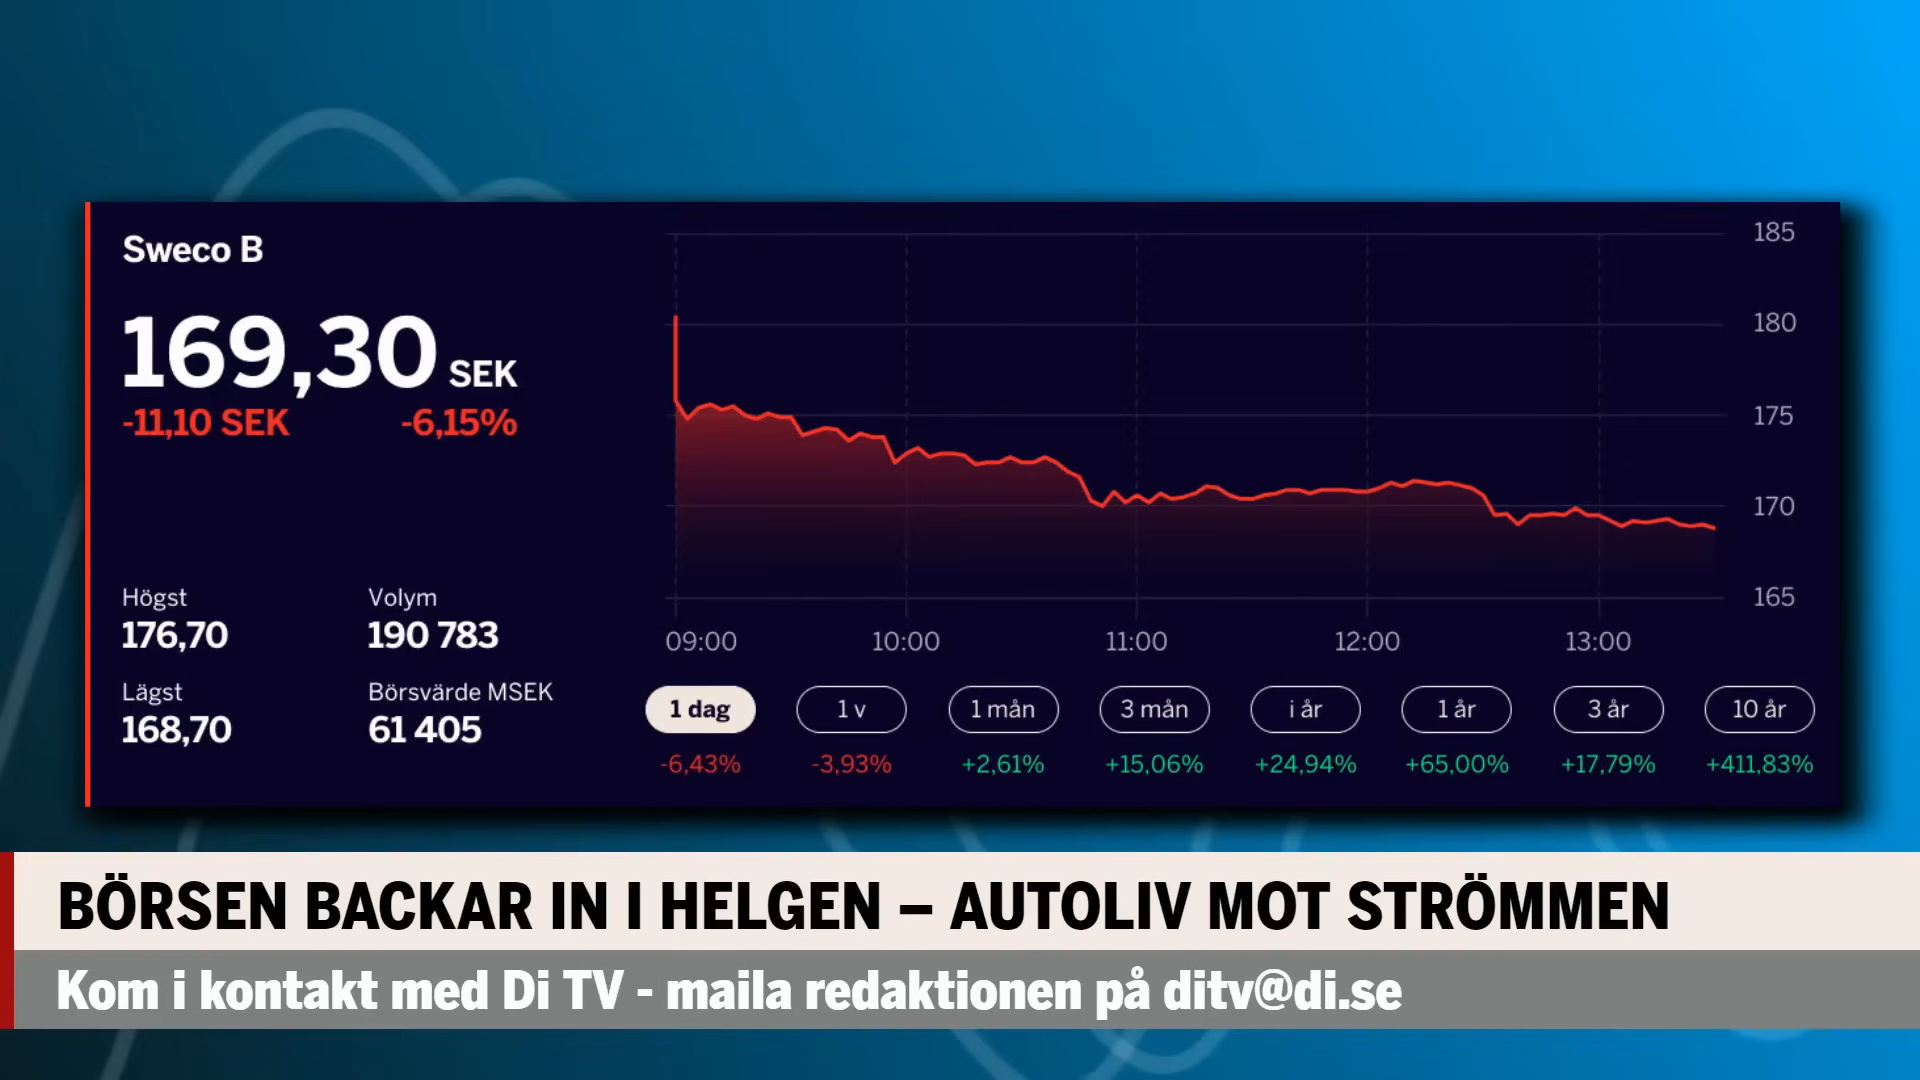 Sweco B
169,30 SEK
-11,10 SEK -6,15%
Högst Volym
176,70 190 783
Lägst Börsvärde MSEK
168,70 61 405
185
180
175
170
165
09:00 10:00 11:00 12:00 13:00
1 dag 1 v 1 mån 3 mån i år 1 år 3 år 10 år
-6,43% -3,93% +2,61% +15,06% +24,94% +65,00% +17,79% +411,83%
BÖRSEN BACKAR IN I HELGEN – AUTOLIV MOT STRÖMMEN
Kom i kontakt med Di TV - maila redaktionen på ditv@di.se